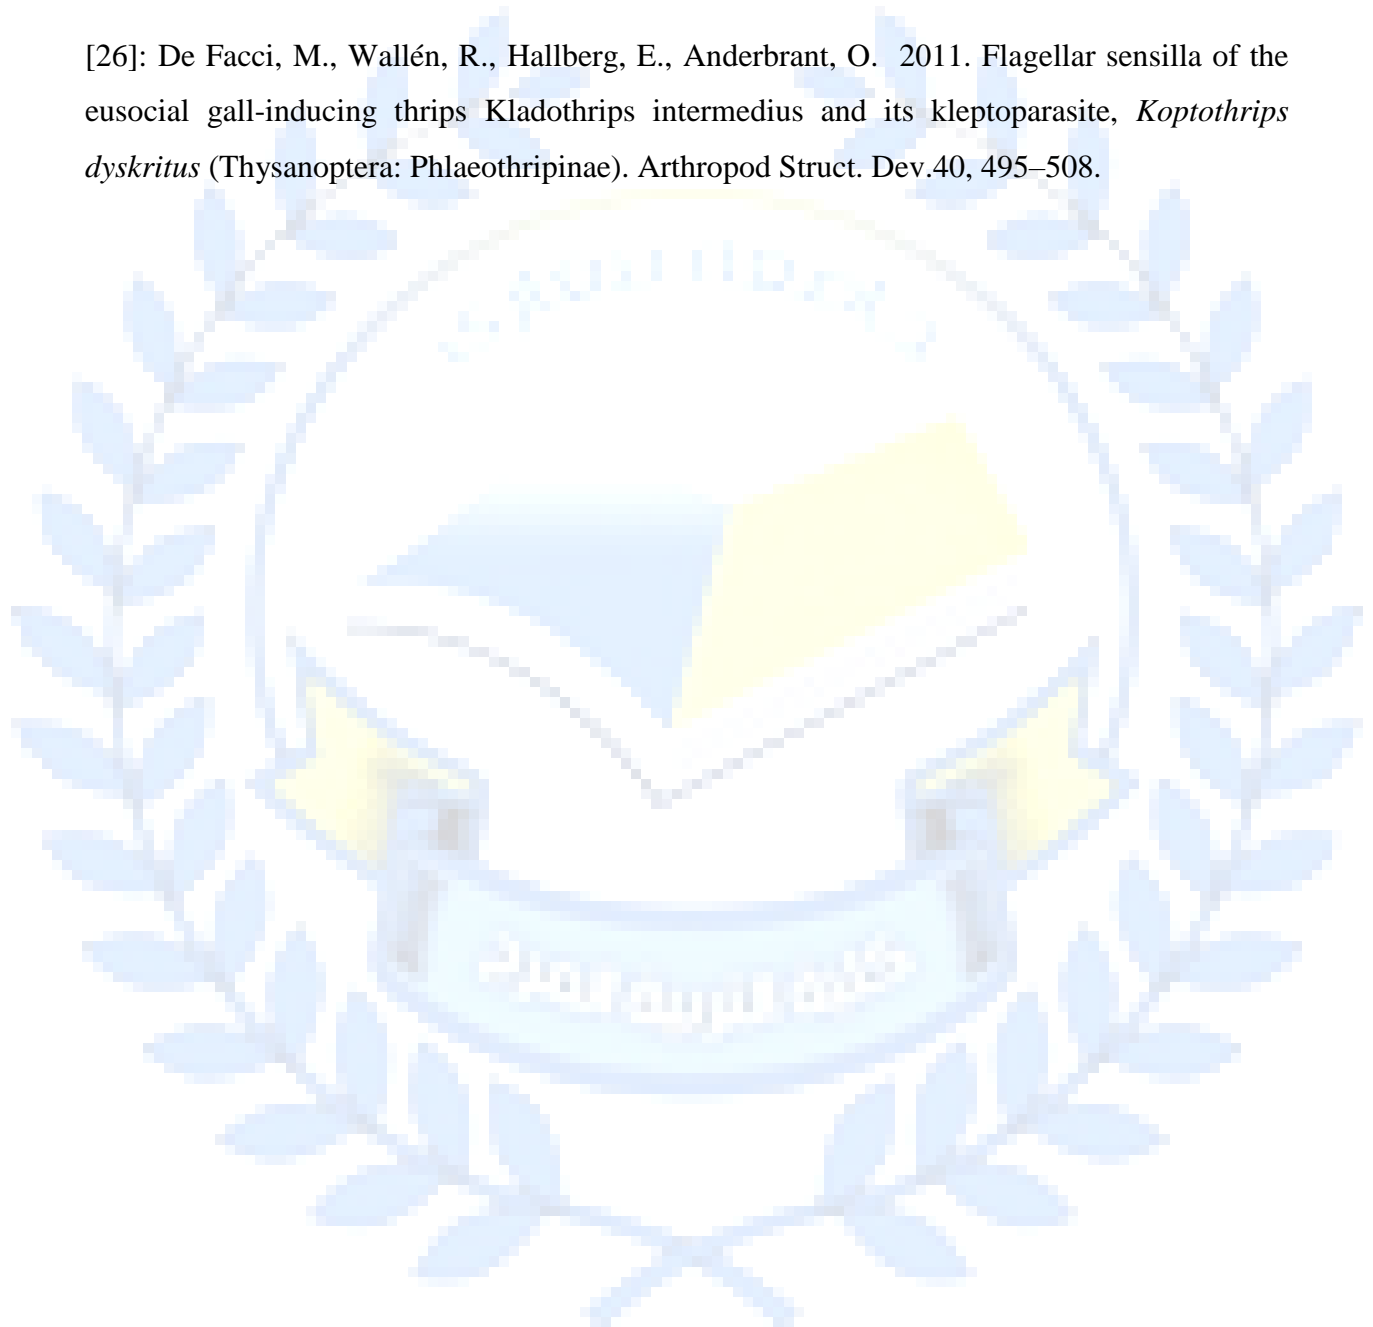 [26]: De Facci, M., Wallén, R., Hallberg, E., Anderbrant, O.  2011. Flagellar sensilla of the
eusocial gall-inducing thrips Kladothrips intermedius and its kleptoparasite, Koptothrips
dyskritus (Thysanoptera: Phlaeothripinae). Arthropod Struct. Dev.40, 495–508.